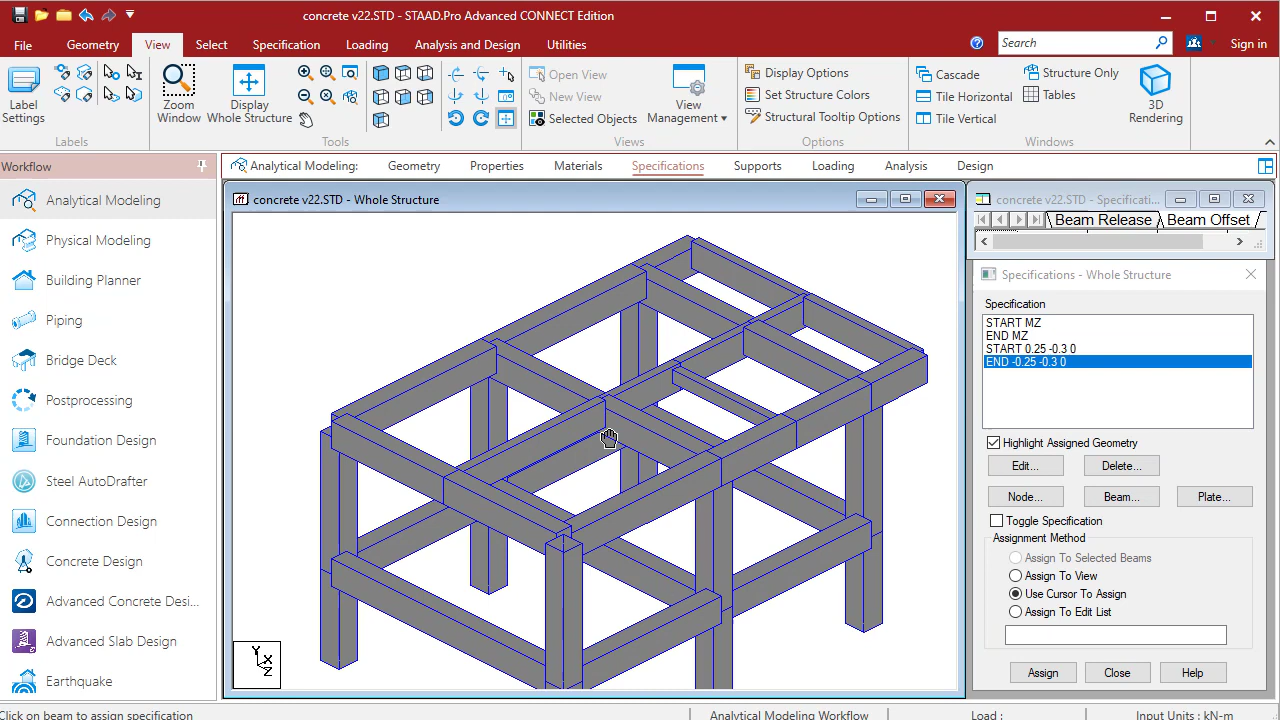 concrete v22.STD - STAAD.Pro Advanced CONNECT Edition
File
Geometry
View
Select
Specification
Loading
Analysis and Design
Utilities
Search
Sign in
Label
Settings
Labels
Zoom
Window
Display
Whole Structure
Tools
Open View
New View
Selected Objects
View
Management
Views
Display Options
Set Structure Colors
Structural Tooltip Options
Options
Cascade
Tile Horizontal
Tile Vertical
Structure Only
Tables
3D
Rendering
Windows
Workflow
Analytical Modeling:
Geometry
Properties
Materials
Specifications
Supports
Loading
Analysis
Design
Analytical Modeling
Physical Modeling
Building Planner
Piping
Bridge Deck
Postprocessing
Foundation Design
Steel AutoDrafter
Connection Design
Concrete Design
Advanced Concrete Desi...
Advanced Slab Design
Earthquake
concrete v22.STD - Whole Structure
Y
X
Z
concrete v22.STD - Specificati...
Beam Release
Beam Offset
Specifications - Whole Structure
Specification
START MZ
END MZ
START 0.25 -0.3 0
END -0.25 -0.3 0
Highlight Assigned Geometry
Edit...
Delete...
Node...
Beam...
Plate...
Toggle Specification
Assignment Method
Assign To Selected Beams
Assign To View
Use Cursor To Assign
Assign To Edit List
Assign
Close
Help
Click on beam to assign specification
Analytical Modeling Workflow
Load :
Input Units : kN-m